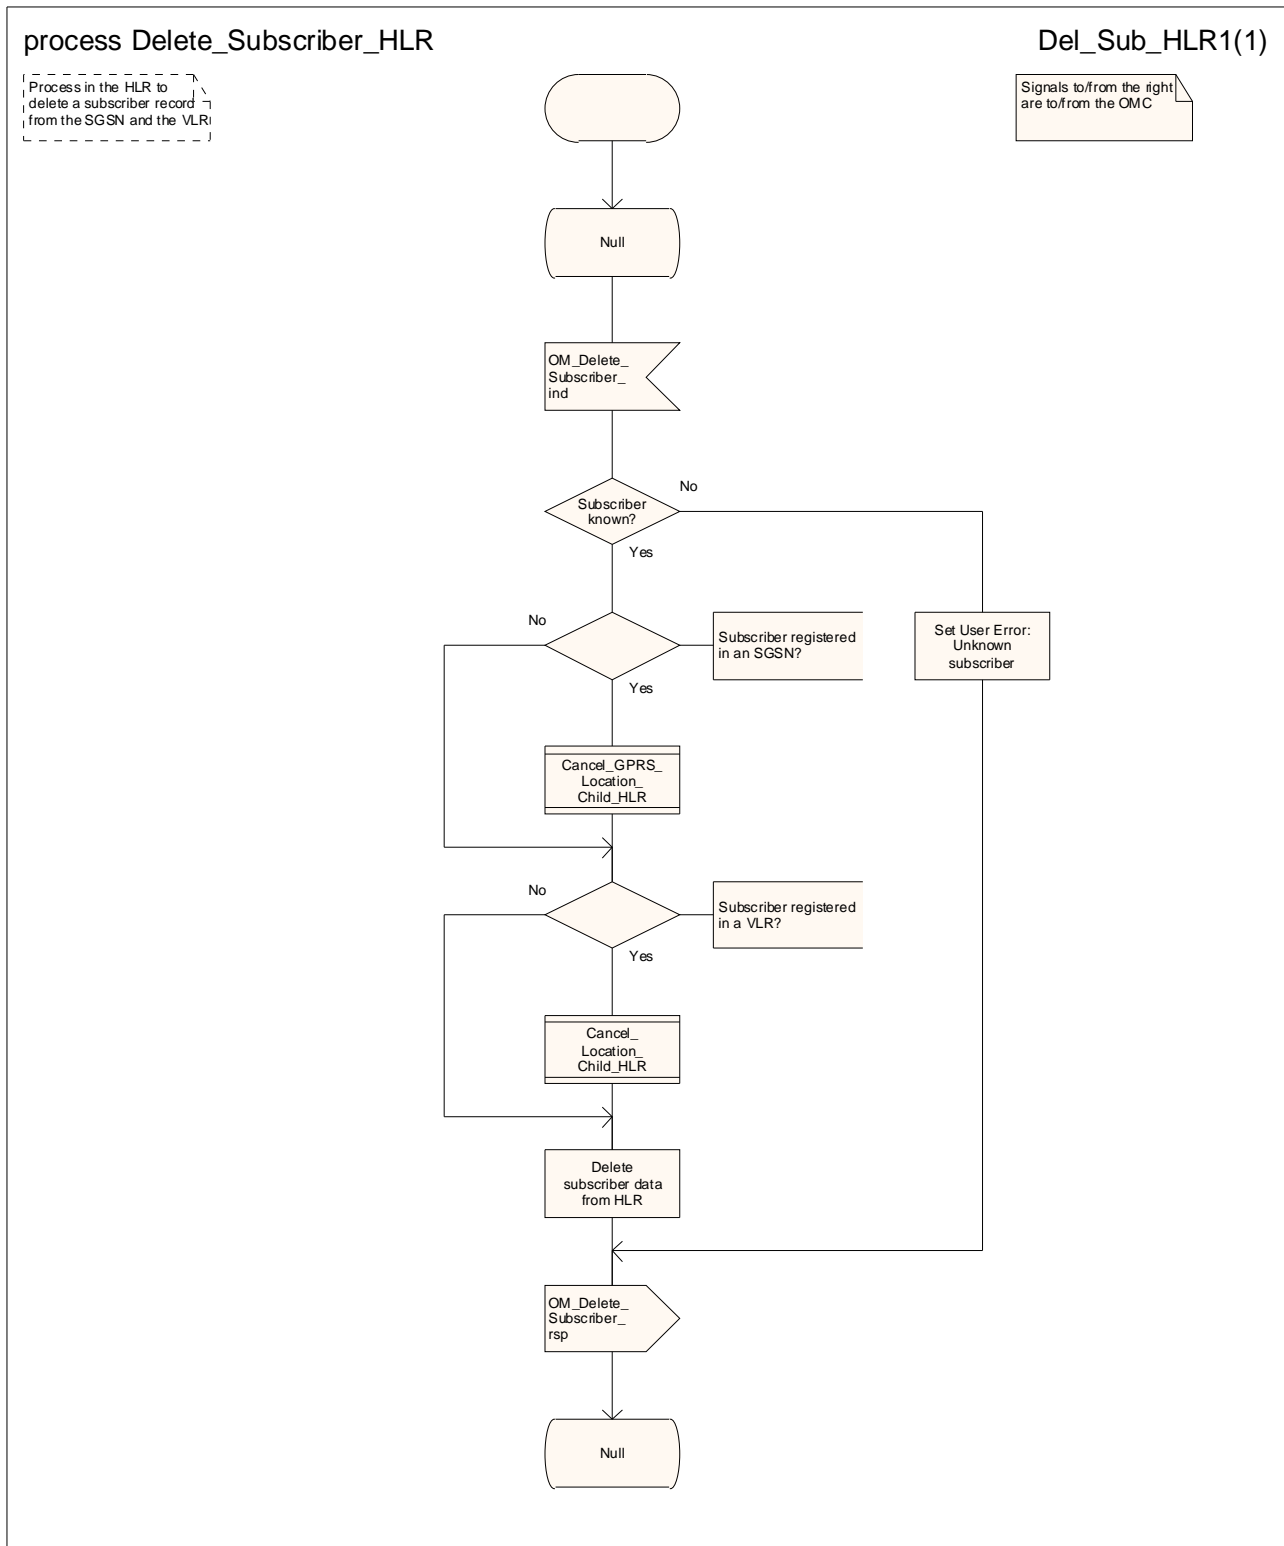 process Delete_Subscriber_HLR
Del_Sub_HLR1(1)
Process in the HLR to
delete a subscriber record
from the SGSN and the VLR
Signals to/from the right
are to/from the OMC
Null
OM_Delete_
Subscriber_
ind
Subscriber
known?
No
Yes
No
Subscriber registered
in an SGSN?
Set User Error:
Unknown
subscriber
Yes
Cancel_GPRS_
Location_
Child_HLR
No
Subscriber registered
in a VLR?
Yes
Cancel_
Location_
Child_HLR
Delete
subscriber data
from HLR
OM_Delete_
Subscriber_
rsp
Null